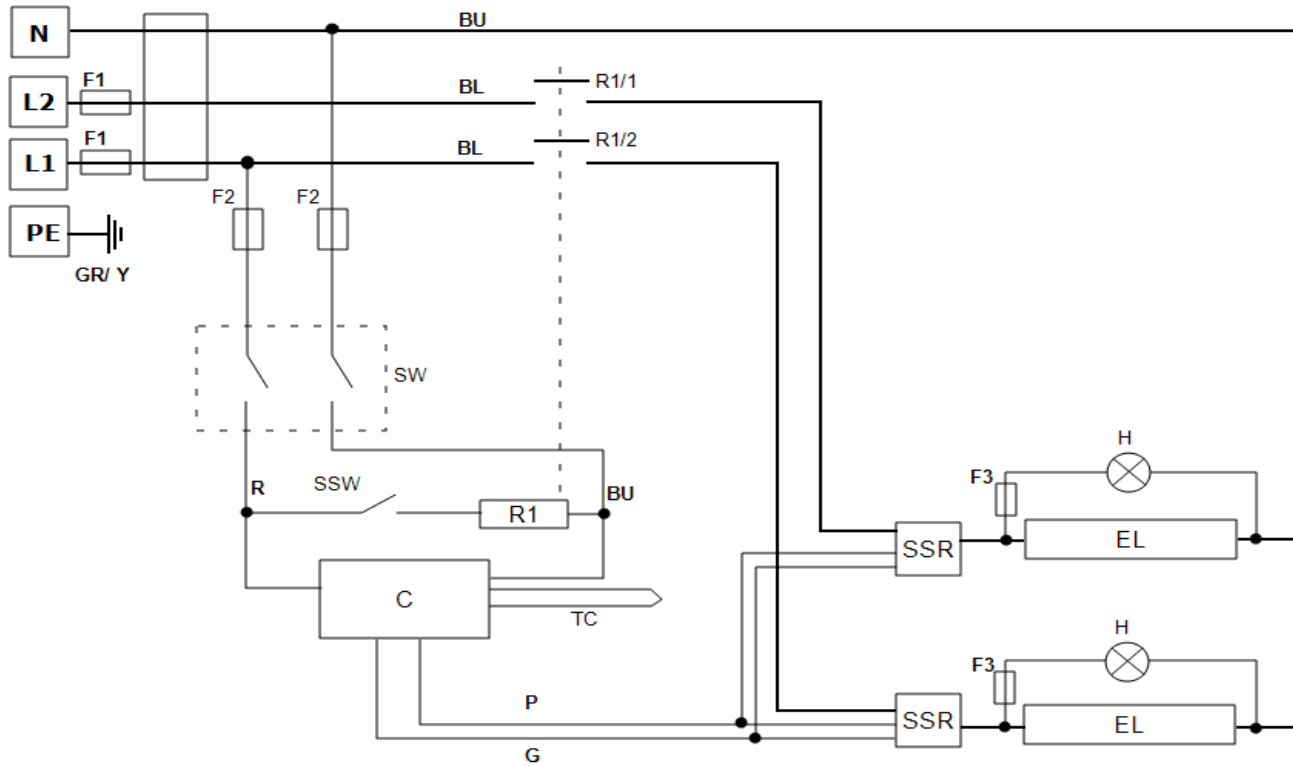 N
BU
L2
F1
BL
R1/1
L1
F1
BL
R1/2
F2
F2
PE
GR/ Y
SW
R
SSW
R1
BU
C
TC
P
G
H
F3
SSR
EL
H
F3
SSR
EL